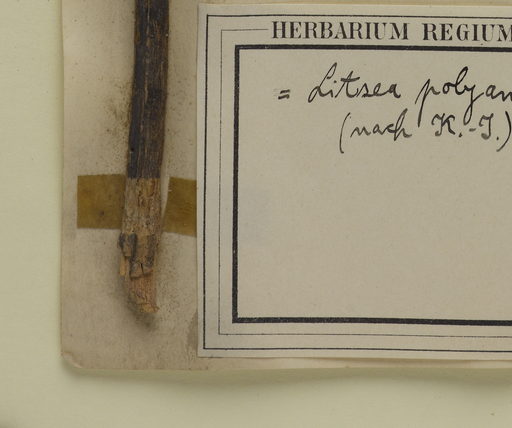 HERBARIUM REGIUM
= Litsea polyan
(nach K.-J.)